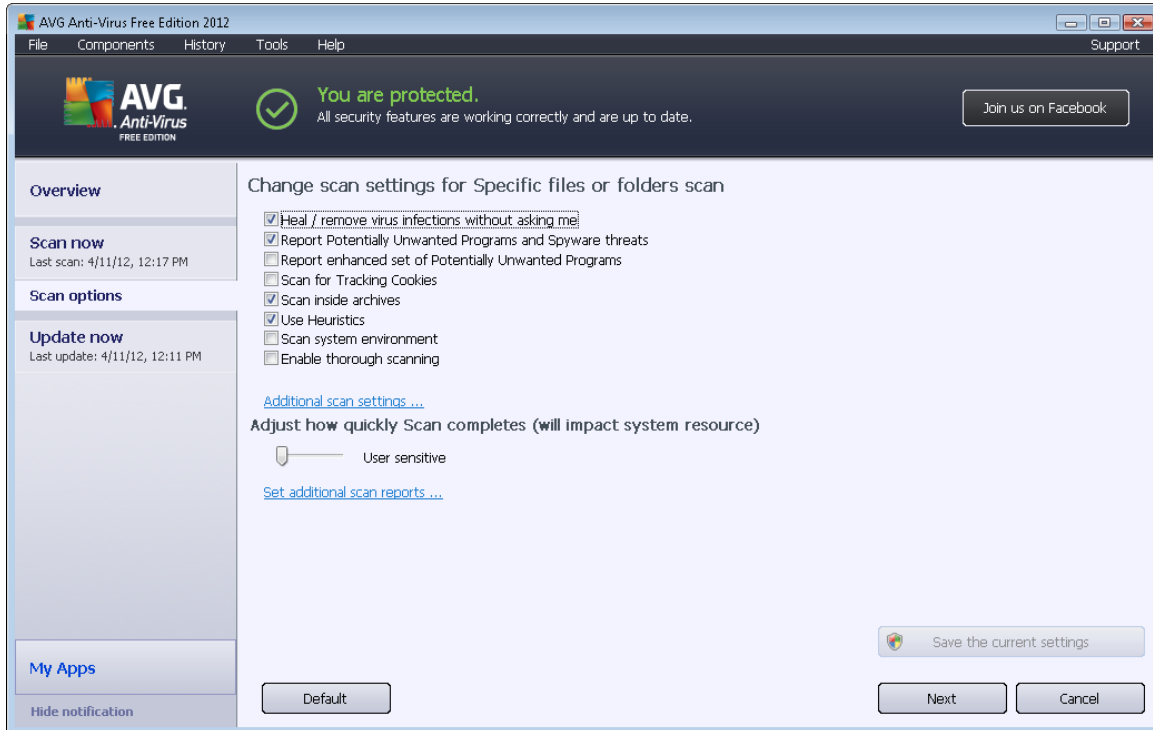 AVG Anti-Virus Free Edition 2012
File Components History Tools Help Support
AVG.
Anti-Virus
FREE EDITION
You are protected.
All security features are working correctly and are up to date.
Join us on Facebook
Overview
Scan now
Last scan: 4/11/12, 12:17 PM
Scan options
Update now
Last update: 4/11/12, 12:11 PM
My Apps
Hide notification
Change scan settings for Specific files or folders scan
Heal / remove virus infections without asking me
Report Potentially Unwanted Programs and Spyware threats
Report enhanced set of Potentially Unwanted Programs
Scan for Tracking Cookies
Scan inside archives
Use Heuristics
Scan system environment
Enable thorough scanning
Additional scan settings ...
Adjust how quickly Scan completes (will impact system resource)
User sensitive
Set additional scan reports ...
Save the current settings
Default
Next
Cancel